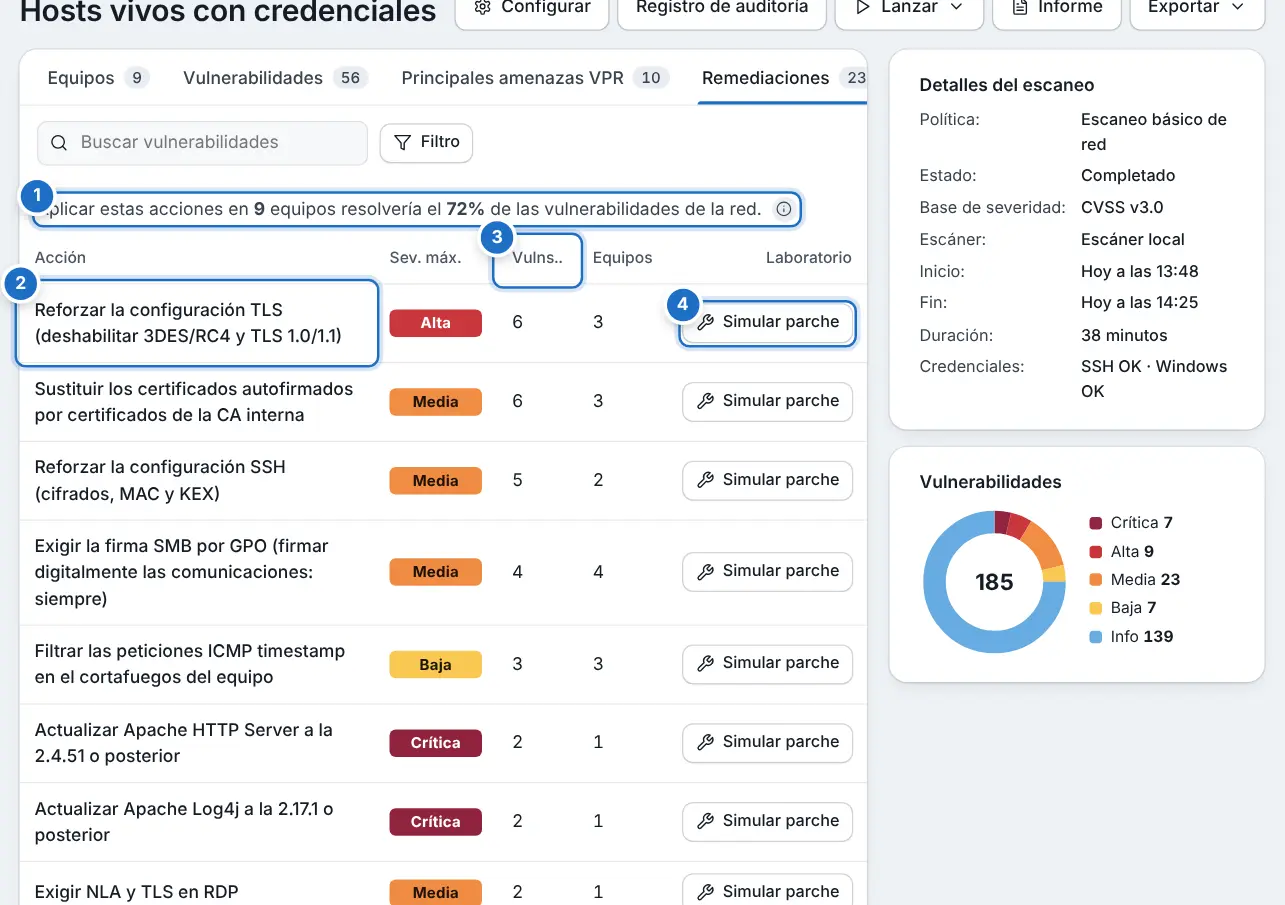 Hosts vivos con credenciales
Configurar
Registro de auditoría
Lanzar
Informe
Exportar
Equipos 9
Vulnerabilidades 56
Principales amenazas VPR 10
Remediaciones 23
Buscar vulnerabilidades
Filtro
1
plicar estas acciones en 9 equipos resolvería el 72% de las vulnerabilidades de la red.
3
Acción
Sev. máx.
Vulns..
Equipos
Laboratorio
2
Reforzar la configuración TLS
(deshabilitar 3DES/RC4 y TLS 1.0/1.1)
Alta
6
3
4
Simular parche
Sustituir los certificados autofirmados
por certificados de la CA interna
Media
6
3
Simular parche
Reforzar la configuración SSH
(cifrados, MAC y KEX)
Media
5
2
Simular parche
Exigir la firma SMB por GPO (firmar
digitalmente las comunicaciones:
siempre)
Media
4
4
Simular parche
Filtrar las peticiones ICMP timestamp
en el cortafuegos del equipo
Baja
3
3
Simular parche
Actualizar Apache HTTP Server a la
2.4.51 o posterior
Crítica
2
1
Simular parche
Actualizar Apache Log4j a la 2.17.1 o
posterior
Crítica
2
1
Simular parche
Exigir NLA y TLS en RDP
Media
2
1
Simular parche
Detalles del escaneo
Política:
Escaneo básico de
red
Estado:
Completado
Base de severidad:
CVSS v3.0
Escáner:
Escáner local
Inicio:
Hoy a las 13:48
Fin:
Hoy a las 14:25
Duración:
38 minutos
Credenciales:
SSH OK · Windows
OK
Vulnerabilidades
185
Crítica 7
Alta 9
Media 23
Baja 7
Info 139